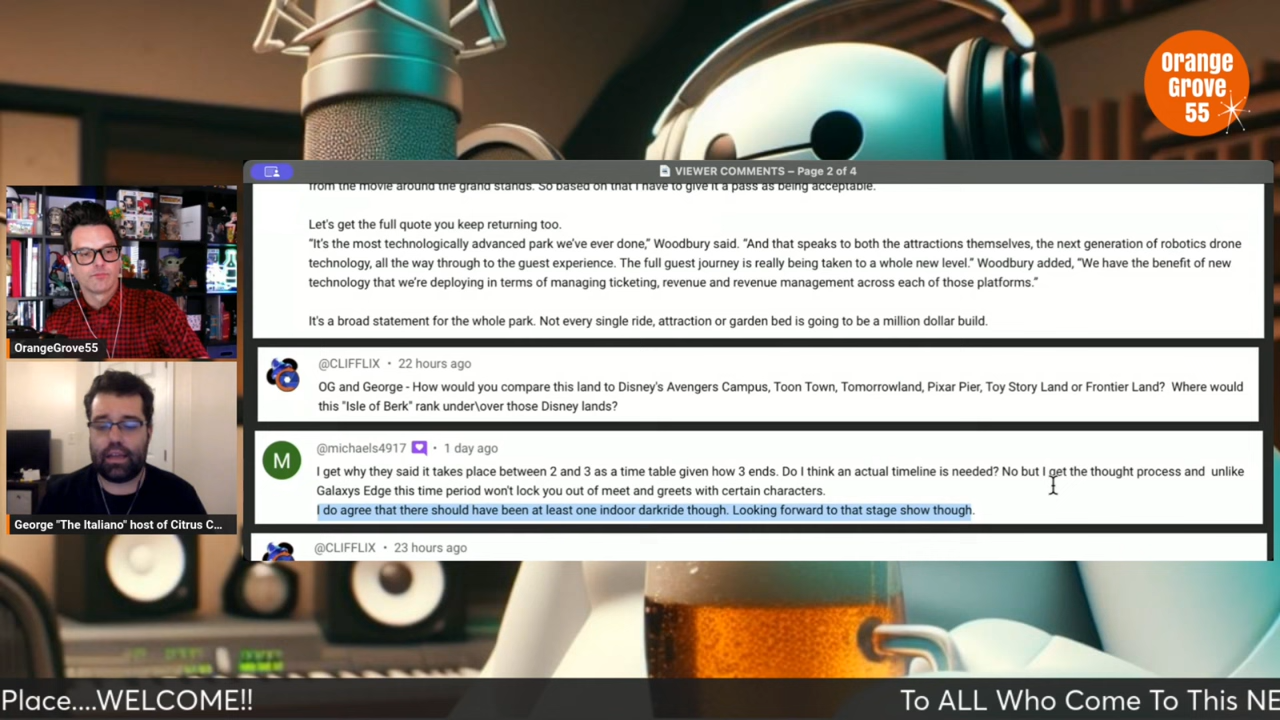 Orange
Grove
55
VIEWER COMMENTS – Page 2 of 4
from the movie around the grand stands. So based on that I have to give it a pass as being acceptable.
Let's get the full quote you keep returning too.
“It’s the most technologically advanced park we’ve ever done,” Woodbury said. “And that speaks to both the attractions themselves, the next generation of robotics drone
technology, all the way through to the guest experience. The full guest journey is really being taken to a whole new level.” Woodbury added, “We have the benefit of new
technology that we’re deploying in terms of managing ticketing, revenue and revenue management across each of those platforms.”
It's a broad statement for the whole park. Not every single ride, attraction or garden bed is going to be a million dollar build.
@CLIFFLIX • 22 hours ago
OG and George - How would you compare this land to Disney's Avengers Campus, Toon Town, Tomorrowland, Pixar Pier, Toy Story Land or Frontier Land? Where would
this "Isle of Berk" rank under\over those Disney lands?
M
@michaels4917 • 1 day ago
I get why they said it takes place between 2 and 3 as a time table given how 3 ends. Do I think an actual timeline is needed? No but I get the thought process and unlike
Galaxys Edge this time period won't lock you out of meet and greets with certain characters.
I do agree that there should have been at least one indoor darkride though. Looking forward to that stage show though.
@CLIFFLIX • 23 hours ago
OrangeGrove55
George "The Italiano" host of Citrus C...
Place....WELCOME!!
To ALL Who Come To This NE